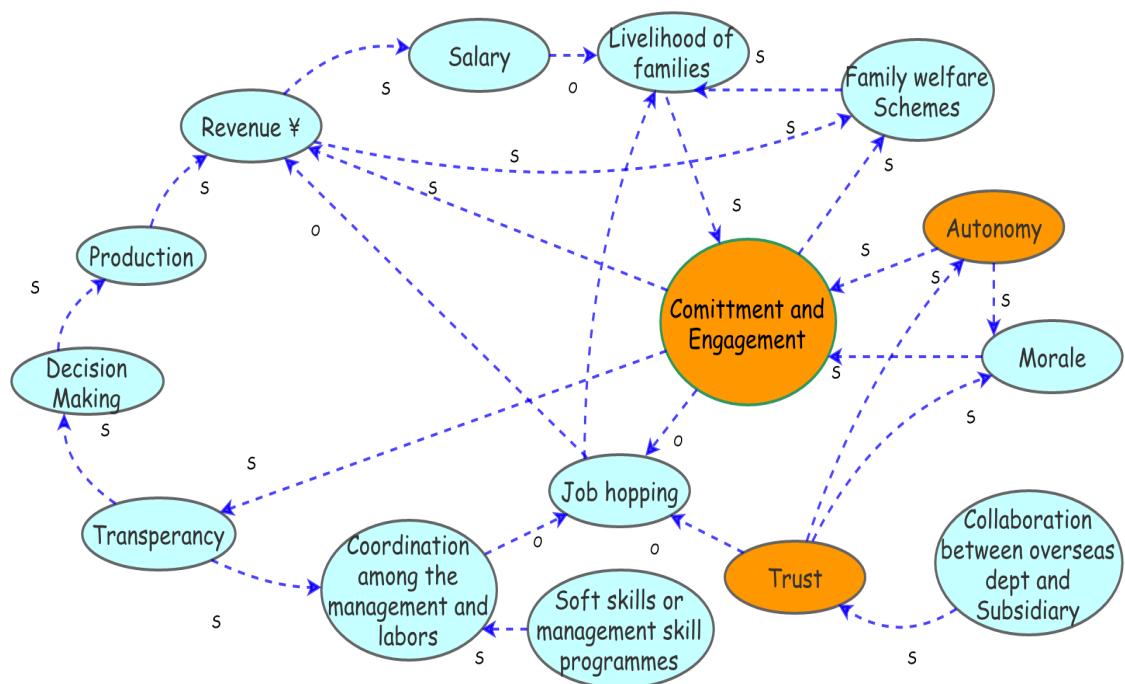 Salary
Livelihood of
families
s
Family welfare
Schemes
s
o
Revenue ¥
s
s
s
s
s
s
Autonomy
o
s
s
Production
s
s
s
Comittment and
Engagement
Morale
Decision
Making
s
s
s
o
s
Job hopping
Transperancy
Coordination
among the
management and
labors
o
o
Trust
Collaboration
between overseas
dept and
Subsidiary
Soft skills or
management skill
programmes
s
s
s